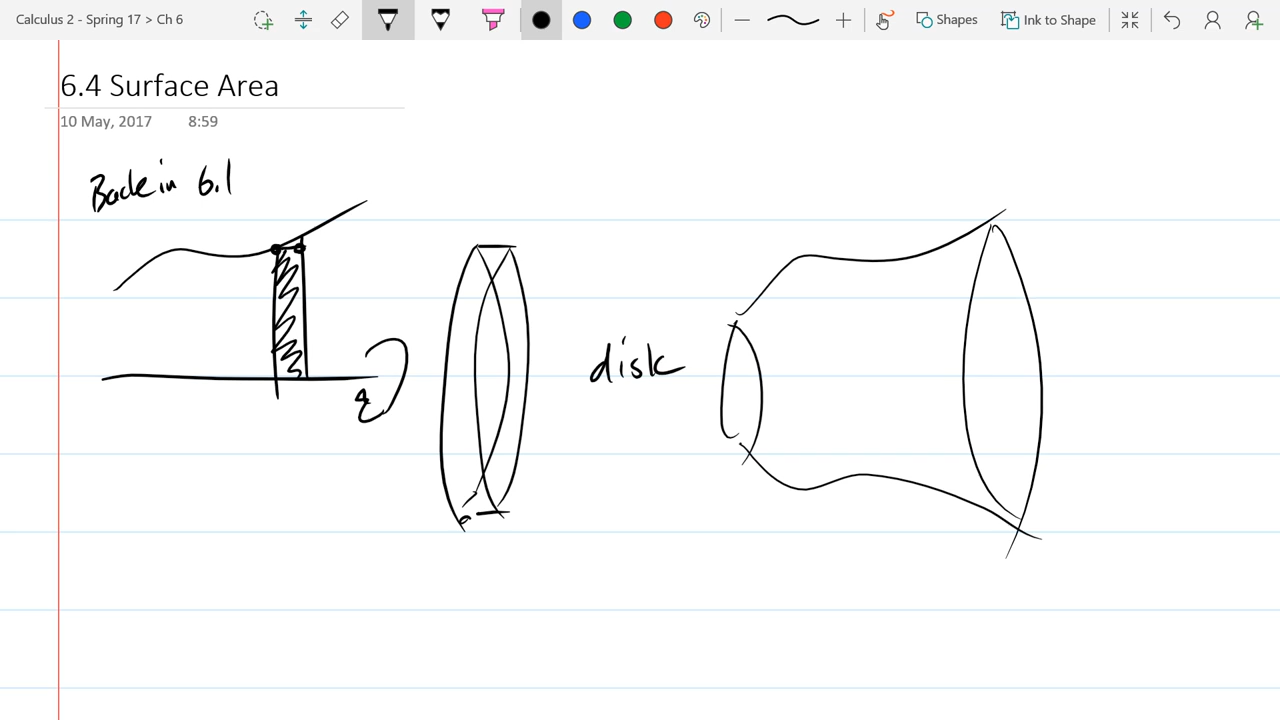 Calculus 2 - Spring 17 > Ch 6
Shapes
Ink to Shape
6.4 Surface Area
10 May, 2017 8:59
Back in 6.1
disk